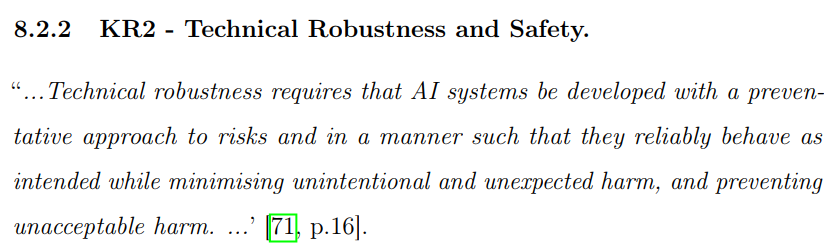 8.2.2 KR2 - Technical Robustness and Safety.
“...Technical robustness requires that AI systems be developed with a preven-
tative approach to risks and in a manner such that they reliably behave as
intended while minimising unintentional and unexpected harm, and preventing
unacceptable harm. ...’ [71, p.16].